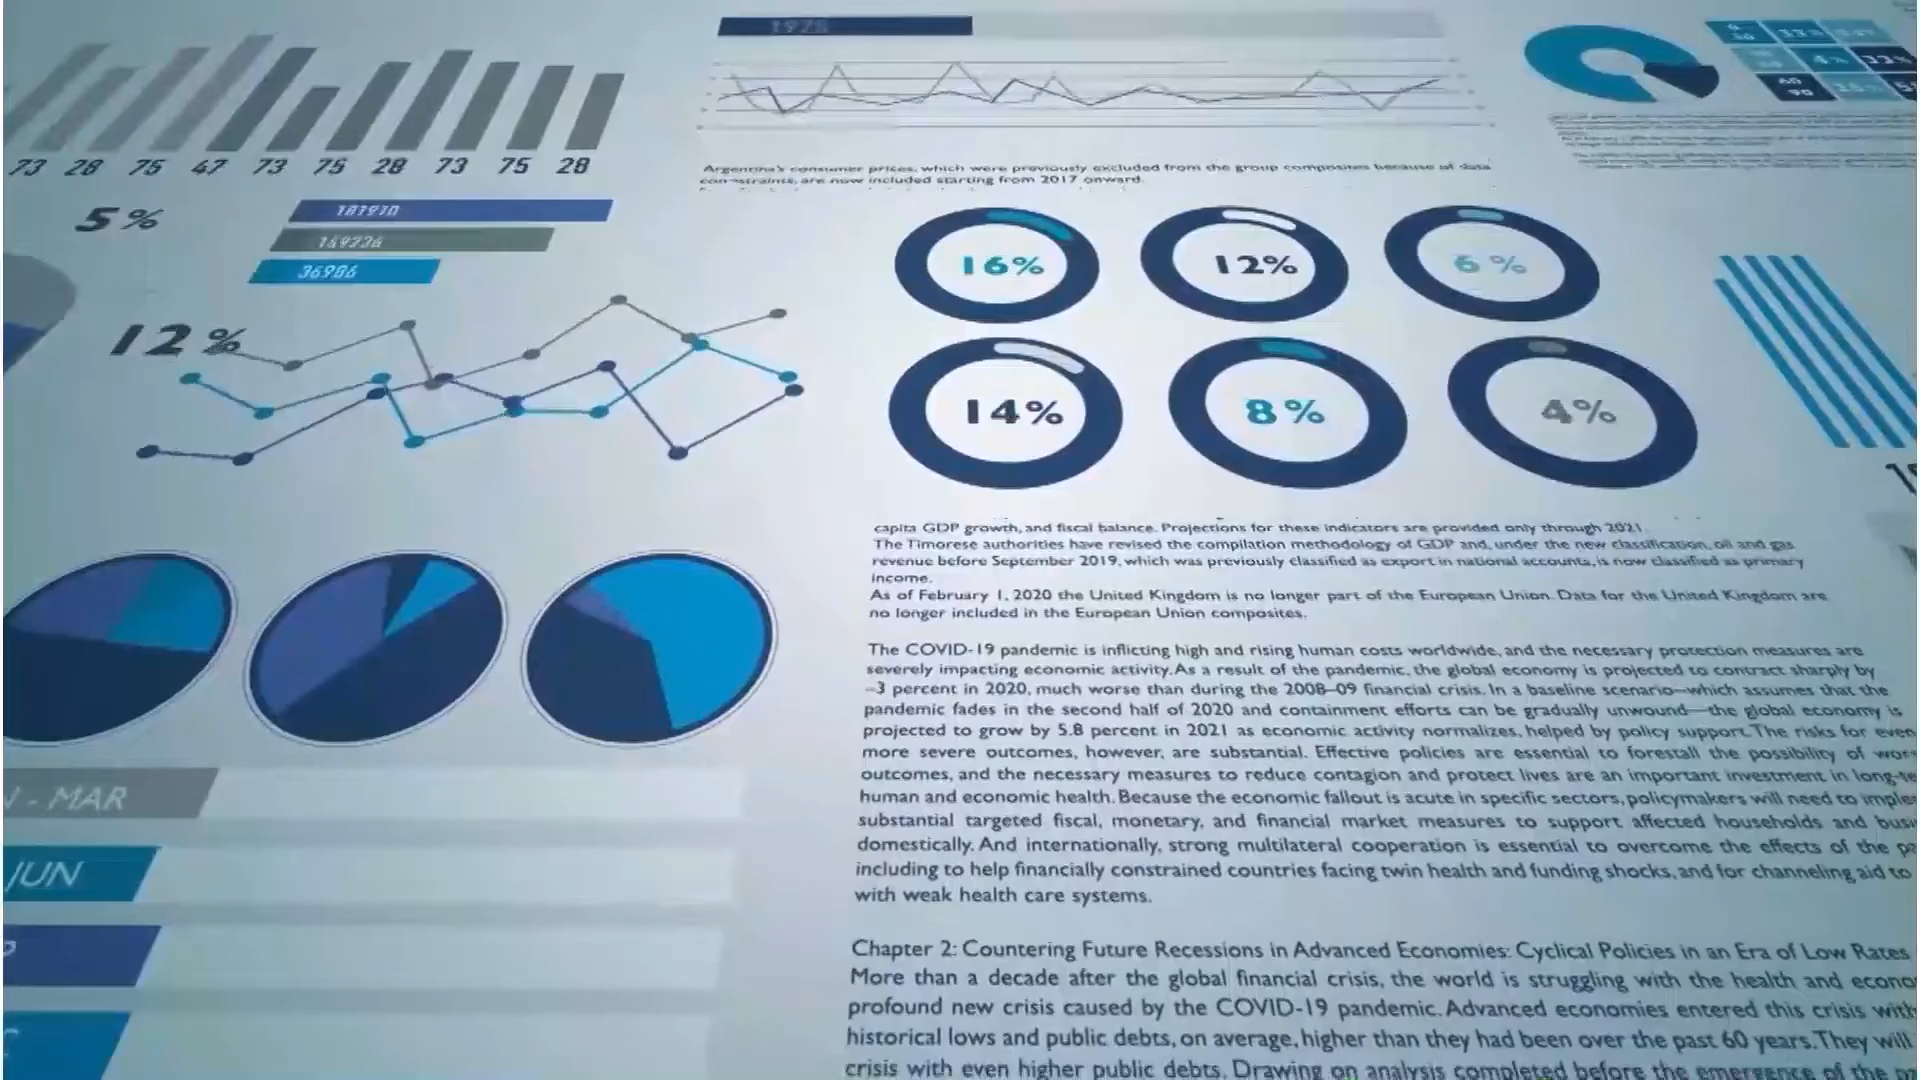 1975
73 28 75 47 73 75 28 73 75 28
Argentina's consumer prices, which were previously excluded from the group composites because of data
constraints, are now included starting from 2017 onward.
5%
181930
36986
12%
16%
12%
6%
14%
8%
4%
capita GDP growth, and fiscal balance. Projections for these indicators are provided only through 2021.
The Timorese authorities have revised the compilation methodology of GDP and, under the new classification, oil and gas
revenue before September 2019, which was previously classified as export in national accounts, is now classified as primary
income.
As of February 1, 2020 the United Kingdom is no longer part of the European Union. Data for the United Kingdom are
no longer included in the European Union composites.
The COVID-19 pandemic is inflicting high and rising human costs worldwide, and the necessary protection measures are
severely impacting economic activity. As a result of the pandemic, the global economy is projected to contract sharply by
–3 percent in 2020, much worse than during the 2008–09 financial crisis. In a baseline scenario—which assumes that the
pandemic fades in the second half of 2020 and containment efforts can be gradually unwound—the global economy is
projected to grow by 5.8 percent in 2021 as economic activity normalizes, helped by policy support. The risks for even
more severe outcomes, however, are substantial. Effective policies are essential to forestall the possibility of
outcomes, and the necessary measures to reduce contagion and protect lives are an important investment in
human and economic health. Because the economic fallout is acute in specific sectors, policymakers will need to
substantial targeted fiscal, monetary, and financial market measures to support affected households and
domestically. And internationally, strong multilateral cooperation is essential to overcome the effects of the
including to help financially constrained countries facing twin health and funding shocks, and for channeling aid to
with weak health care systems.
- MAR
JUN
Chapter 2: Countering Future Recessions in Advanced Economies: Cyclical Policies in an Era of Low Rates
More than a decade after the global financial crisis, the world is struggling with the health and
profound new crisis caused by the COVID-19 pandemic. Advanced economies entered this crisis with
historical lows and public debts, on average, higher than they had been over the past 60 years. They will
crisis with even higher public debts. Drawing on analysis completed before the emergence of the